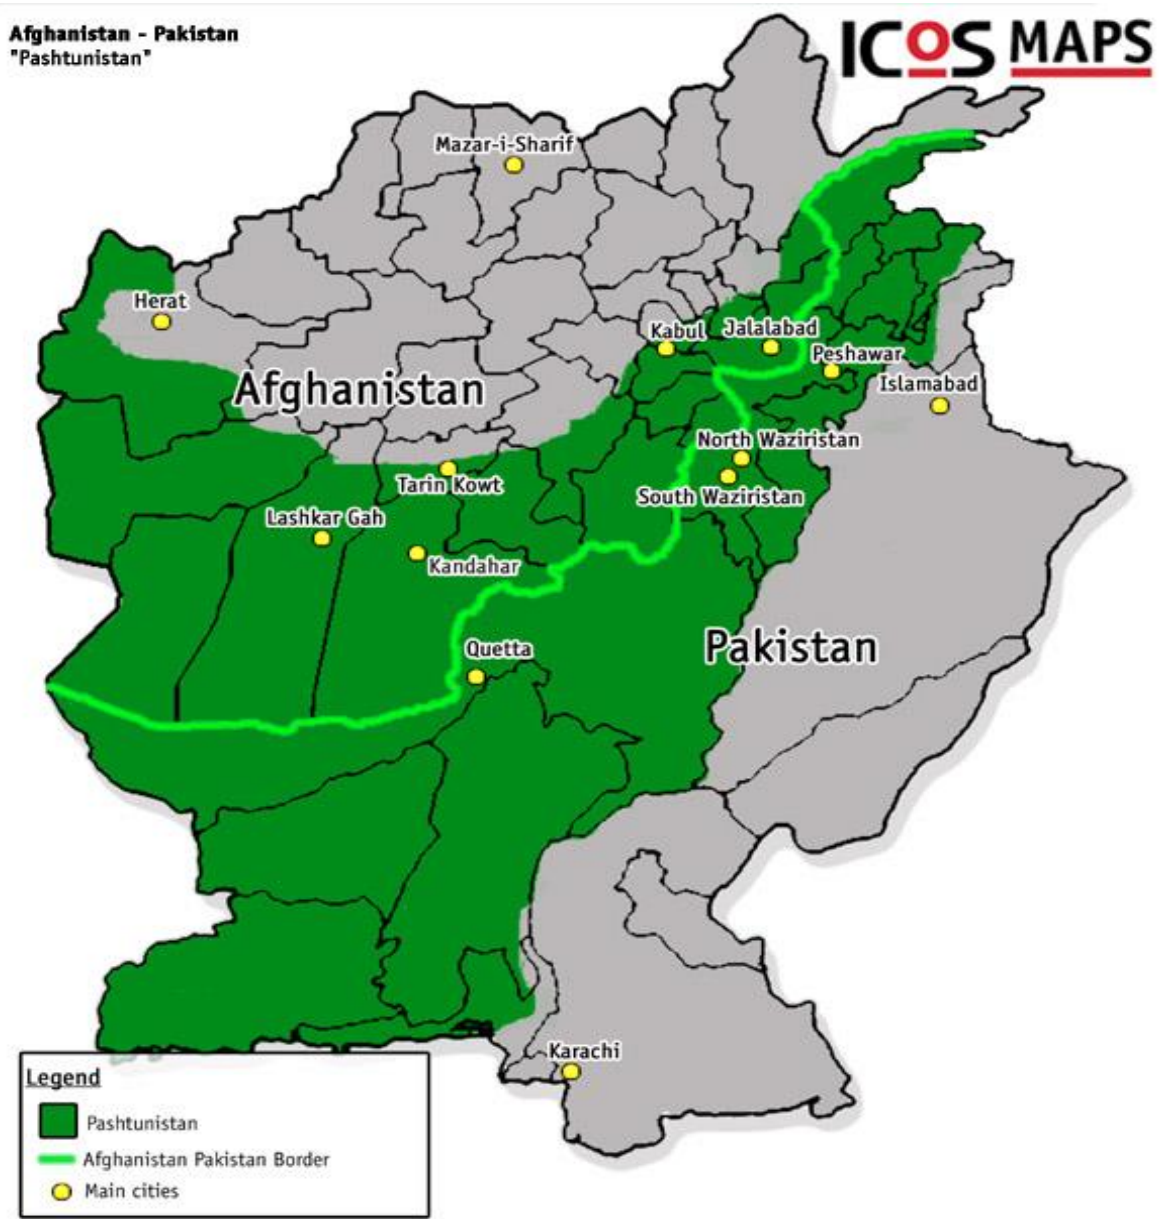 Afghanistan - Pakistan
"Pashtunistan"
ICOS MAPS
Mazar-i-Sharif
Herat
Kabul
Jalalabad
Peshawar
Islamabad
Afghanistan
North Waziristan
South Waziristan
Tarin Kowt
Lashkar Gah
Kandahar
Quetta
Pakistan
Karachi
Legend
Pashtunistan
Afghanistan Pakistan Border
Main cities